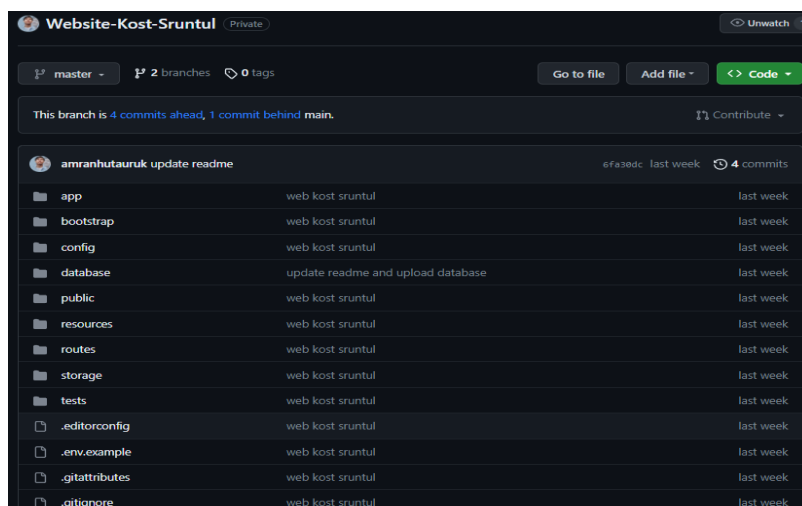 Website-Kost-Sruntul Private Unwatch
master 2 branches 0 tags Go to file Add file <> Code
This branch is 4 commits ahead, 1 commit behind main. Contribute
amranhutauruk update readme 6fa30dc last week 4 commits
app web kost sruntul last week
bootstrap web kost sruntul last week
config web kost sruntul last week
database update readme and upload database last week
public web kost sruntul last week
resources web kost sruntul last week
routes web kost sruntul last week
storage web kost sruntul last week
tests web kost sruntul last week
.editorconfig web kost sruntul last week
.env.example web kost sruntul last week
.gitattributes web kost sruntul last week
.gitignore web kost sruntul last week